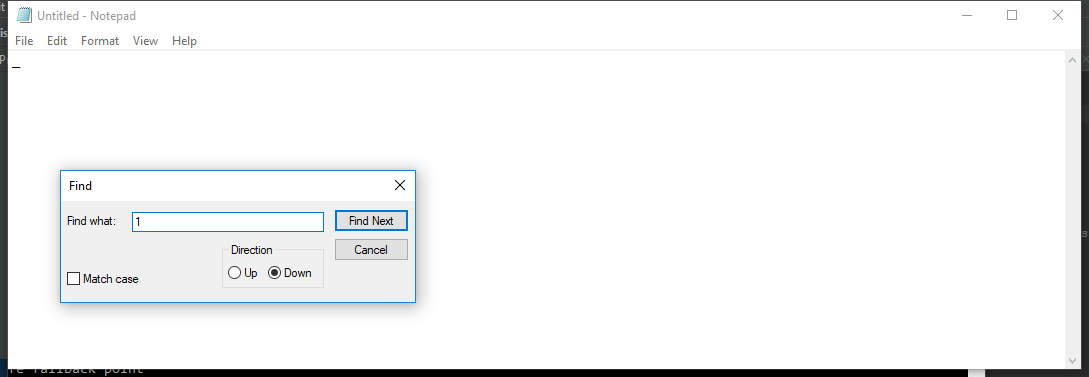 Untitled - Notepad
File Edit Format View Help
Find
Find what: 1 Find Next
Direction Cancel
Up Down
Match case
re fallback point